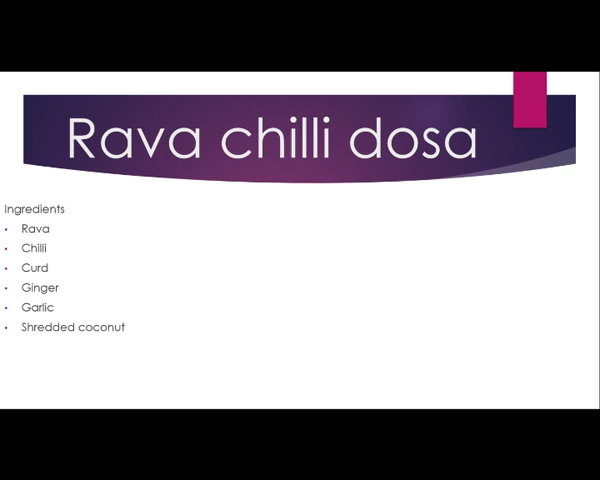 Rava chilli dosa
Ingredients
• Rava
• Chilli
• Curd
• Ginger
• Garlic
• Shredded coconut